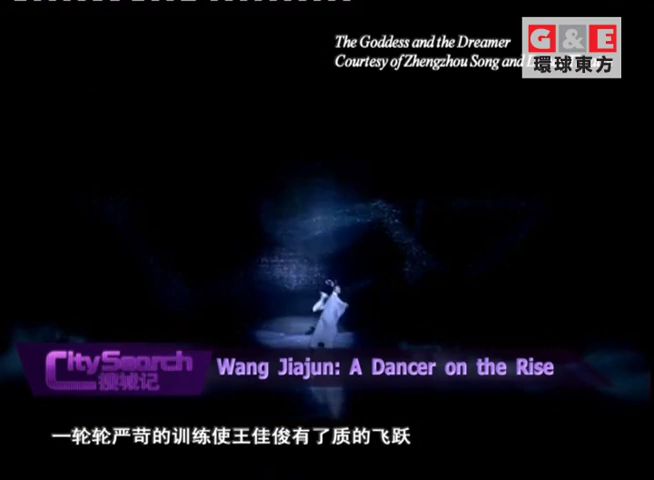 The Goddess and the Dreamer
Courtesy of Zhengzhou Song and
G&E
環球東方
City Search
搜城记
Wang Jiajun: A Dancer on the Rise
一轮轮严苛的训练使王佳俊有了质的飞跃